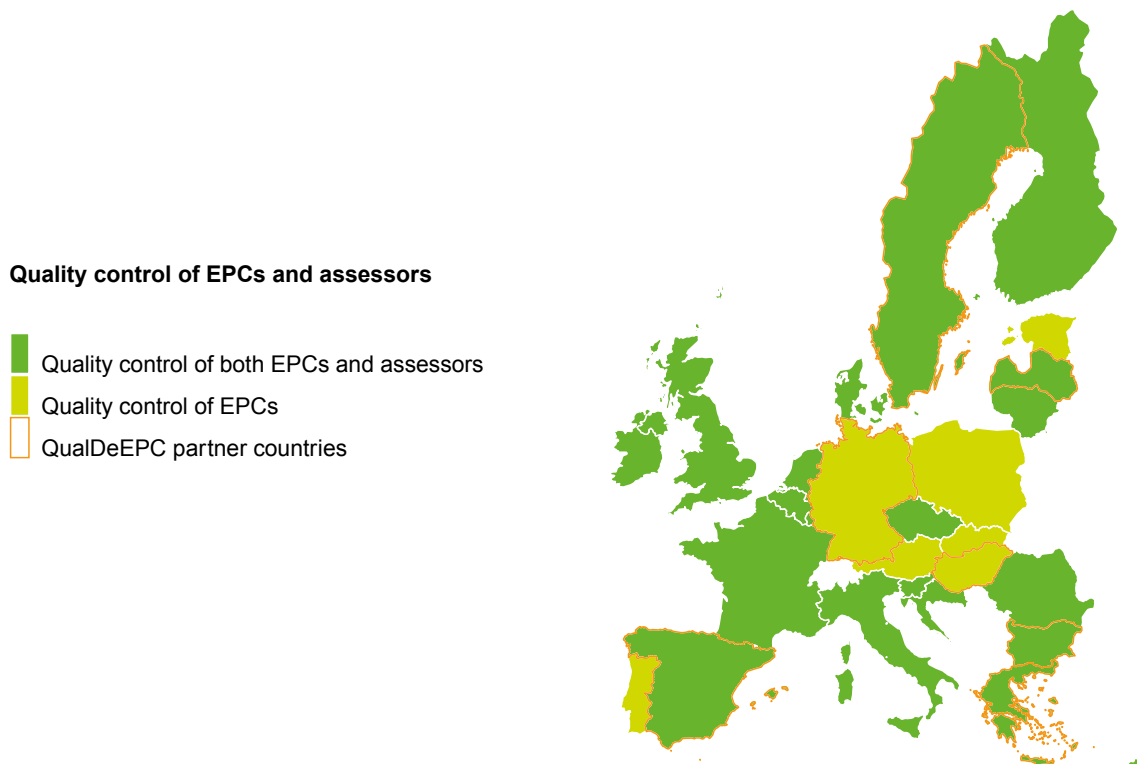 Quality control of EPCs and assessors
Quality control of both EPCs and assessors
Quality control of EPCs
QualDeEPC partner countries